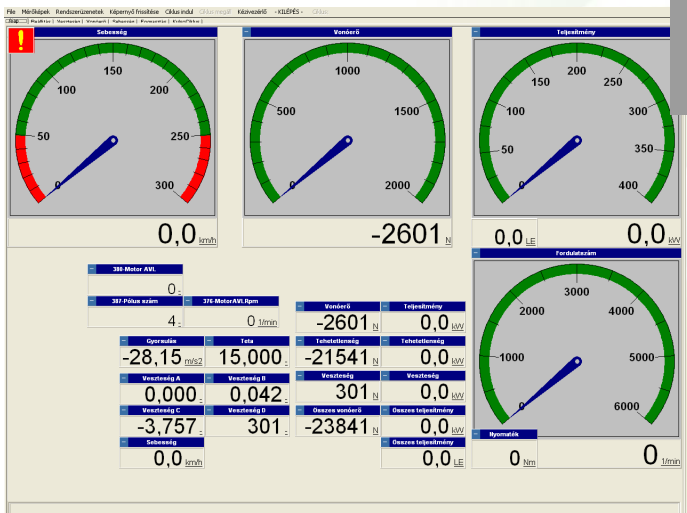 File Mérőképek Rendszerüzenetek Képernyő frissítése Ciklus indul Ciklus megáll Kézivezérlő - KILÉPÉS - Ciklus
Sebesség
0 50 100 150 200 250 300
0,0 km/h
Vonóerő
0 500 1000 1500 2000
-2601 N
Teljesítmény
0 50 100 150 200 250 300 350 400
0,0 LE 0,0 kW
380-Motor AVI.
0 -
387-Pólus szám 376-MotorAVI.Rpm
4 - 0 1/min
Gyorsulás Teta
-28,15 m/s2 15,000 -
Veszteség A Veszteség B
0,000 - 0,042 -
Veszteség C Veszteség D
-3,757 - 301 -
Sebesség
0,0 km/h
Vonóerő Teljesítmény
-2601 N 0,0 kW
Tehetetlenség Tehetetlenség
-21541 N 0,0 kW
Veszteség Veszteség
301 N 0,0 kW
Összes vonóerő Összes teljesítmény
-23841 N 0,0 kW
Összes teljesítmény
0,0 LE
Fordulatszám
0 1000 2000 3000 4000 5000 6000
Nyomaték
0 Nm 0 1/min